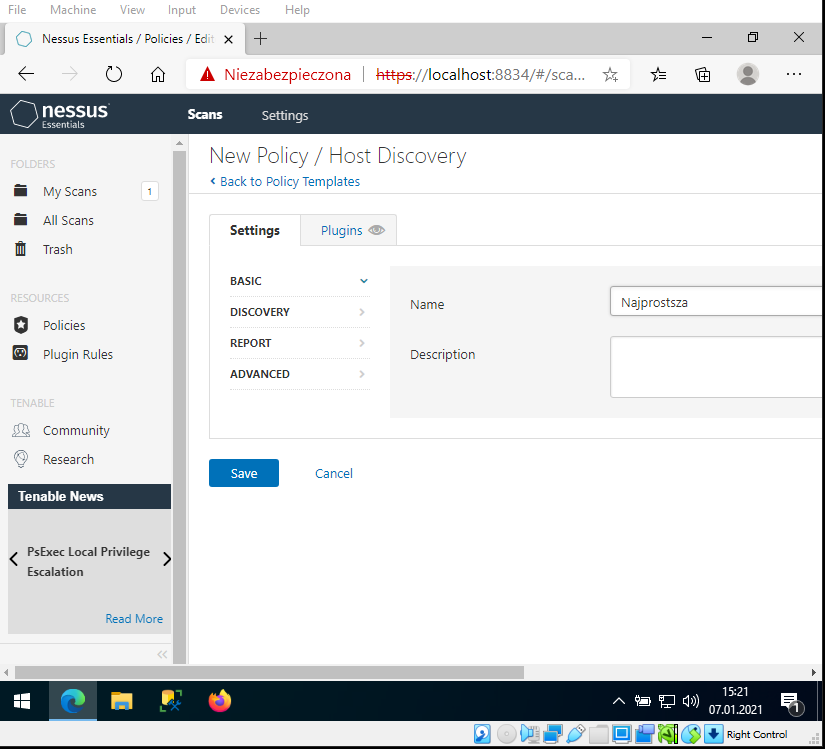 File Machine View Input Devices Help
Nessus Essentials / Policies / Edit
Niezabezpieczona https://localhost:8834/#/sca...
nessus
Essentials
Scans Settings
FOLDERS
My Scans 1
All Scans
Trash
RESOURCES
Policies
Plugin Rules
TENABLE
Community
Research
Tenable News
PsExec Local Privilege
Escalation
Read More
New Policy / Host Discovery
Back to Policy Templates
Settings Plugins
BASIC
DISCOVERY
REPORT
ADVANCED
Name Najprostsza
Description
Save Cancel
15:21
07.01.2021
1
Right Control